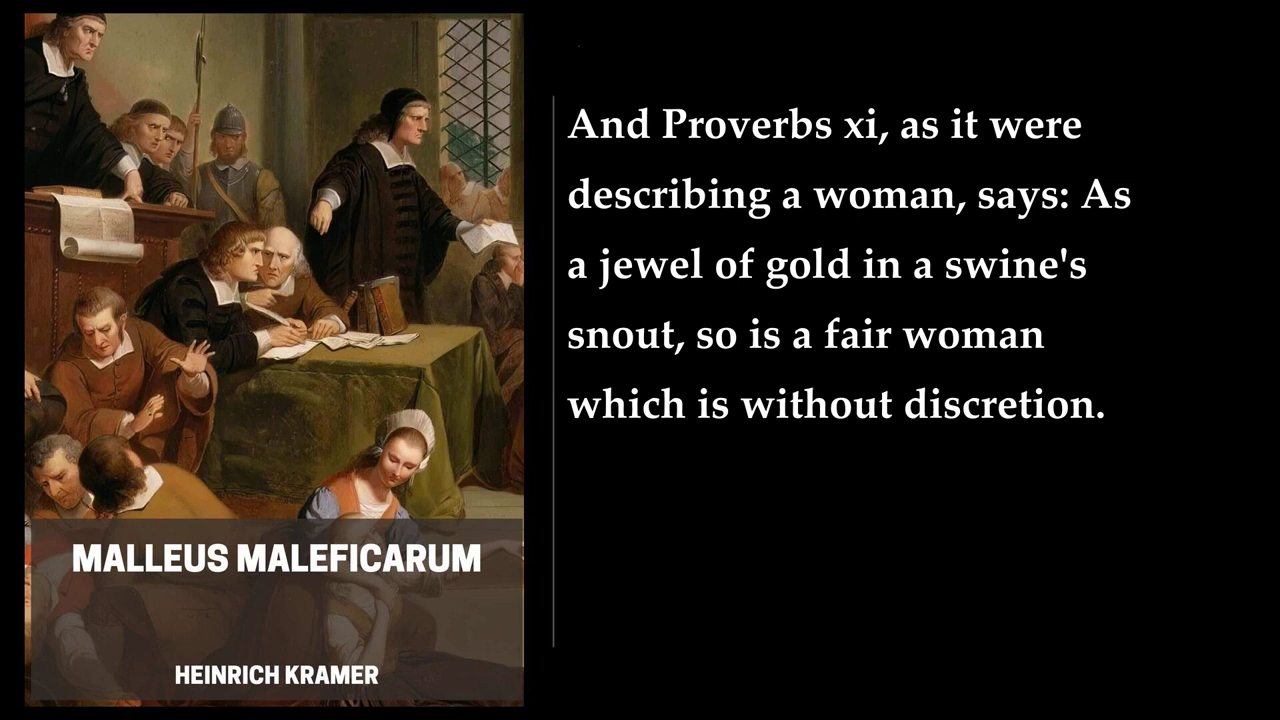 MALLEUS MALEFICARUM
HEINRICH KRAMER
And Proverbs xi, as it were
describing a woman, says: As
a jewel of gold in a swine's
snout, so is a fair woman
which is without discretion.